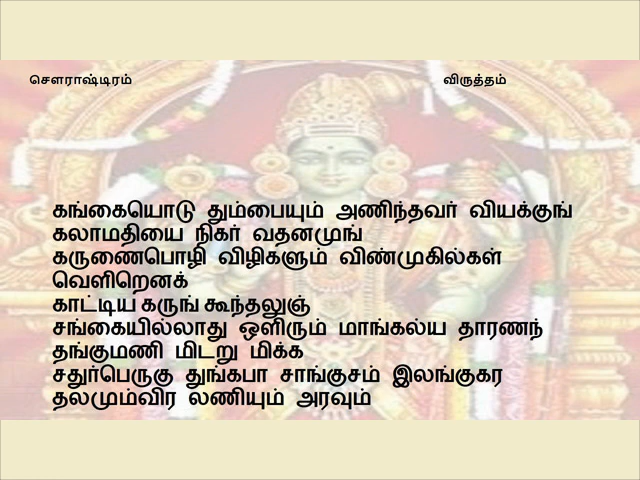 சௌராஷ்டிரம் விருத்தம்
கங்கையொடு தும்பையும் அணிந்தவர் வியக்குங்
கலாமதியை நிகர் வதனமுங்
கருணைபொழி விழிகளும் விண்முகில்கள்
வெளிறெனக்
காட்டிய கருங் கூந்தலுஞ்
சங்கையில்லாது ஒளிரும் மாங்கல்ய தாரணந்
தங்குமணி மிடறு மிக்க
சதுர்பெருகு துங்கபா சாங்குசம் இலங்குகர
தலமும்விர லணியும் அரவும்